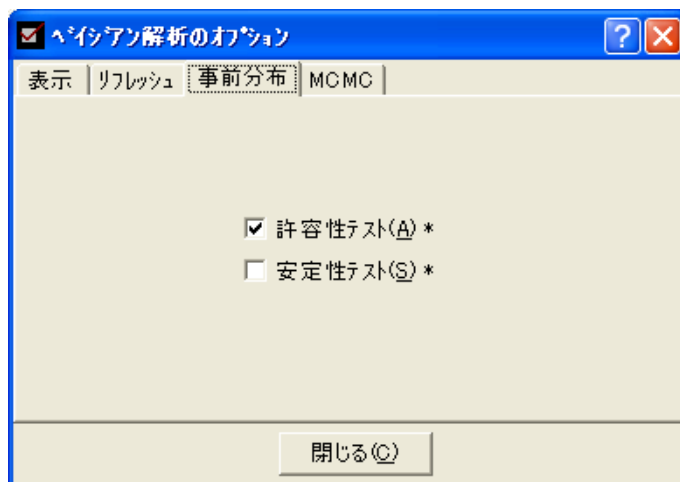 ベイジアン解析のオプション
表示 リフレッシュ 事前分布 MCMC
許容性テスト(A) *
安定性テスト(S) *
閉じる(C)